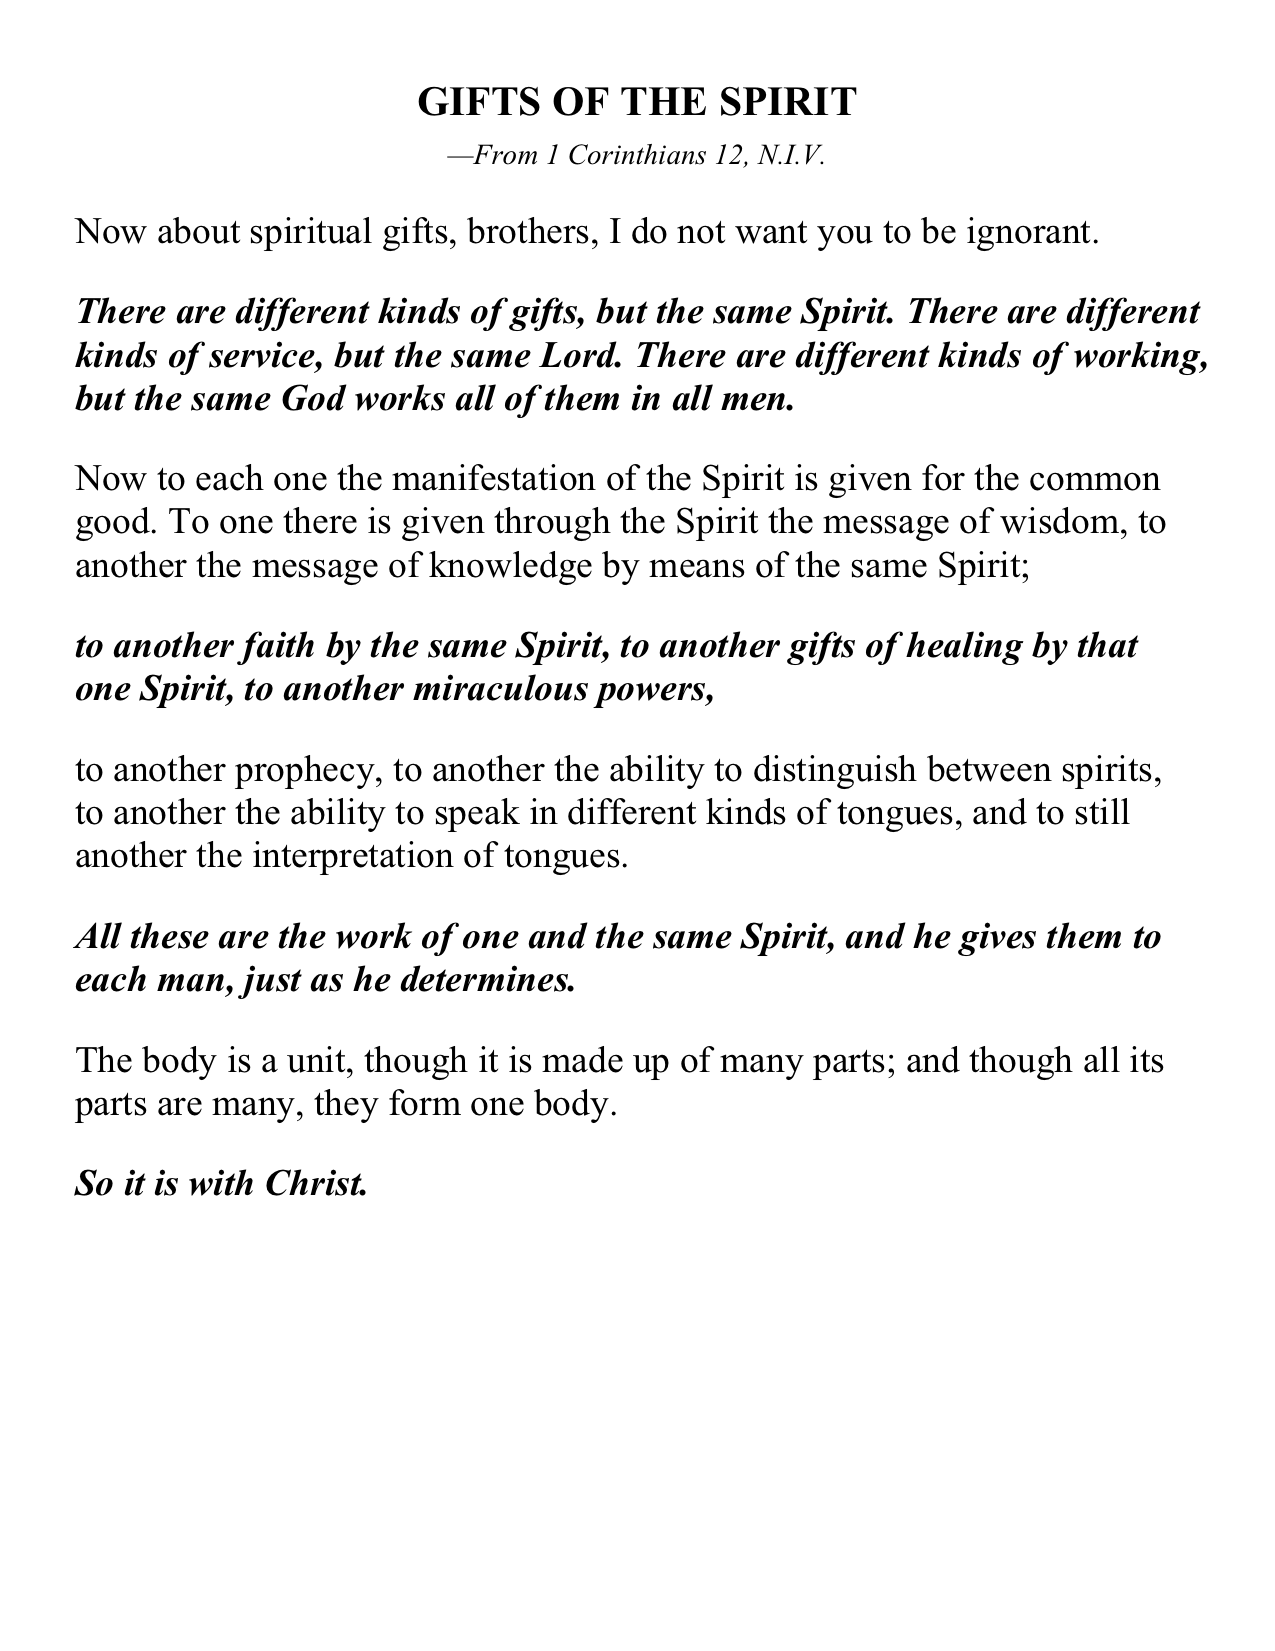 GIFTS OF THE SPIRIT
—From 1 Corinthians 12, N.I.V.
Now about spiritual gifts, brothers, I do not want you to be ignorant.
There are different kinds of gifts, but the same Spirit. There are different
kinds of service, but the same Lord. There are different kinds of working,
but the same God works all of them in all men.
Now to each one the manifestation of the Spirit is given for the common
good. To one there is given through the Spirit the message of wisdom, to
another the message of knowledge by means of the same Spirit;
to another faith by the same Spirit, to another gifts of healing by that
one Spirit, to another miraculous powers,
to another prophecy, to another the ability to distinguish between spirits,
to another the ability to speak in different kinds of tongues, and to still
another the interpretation of tongues.
All these are the work of one and the same Spirit, and he gives them to
each man, just as he determines.
The body is a unit, though it is made up of many parts; and though all its
parts are many, they form one body.
So it is with Christ.